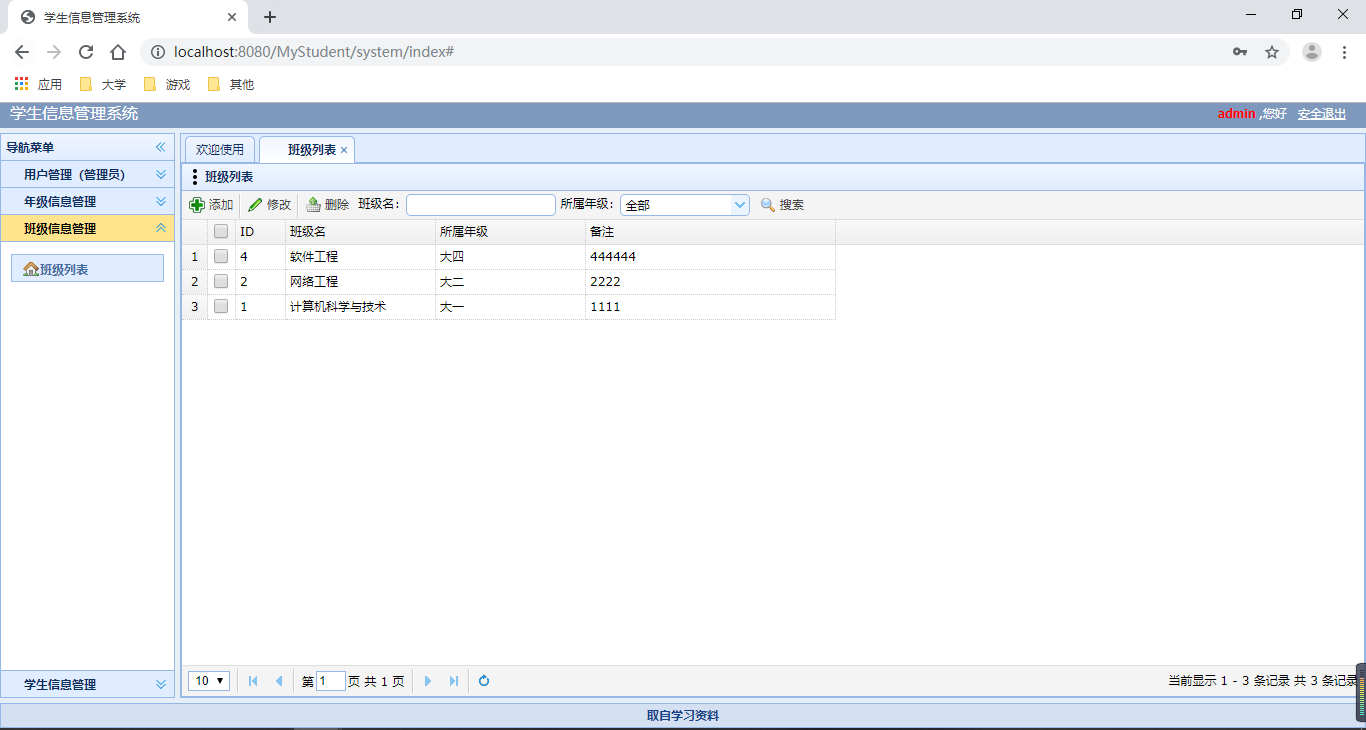 学生信息管理系统
localhost:8080/MyStudent/system/index#
应用 大学 游戏 其他
学生信息管理系统 admin ,您好 安全退出
导航菜单
用户管理（管理员）
年级信息管理
班级信息管理
班级列表
学生信息管理
欢迎使用 班级列表
班级列表
添加 修改 删除 班级名： 所属年级： 全部 搜索
ID 班级名 所属年级 备注
1 4 软件工程 大四 444444
2 2 网络工程 大二 2222
3 1 计算机科学与技术 大一 1111
10 第 1 页 共 1 页 当前显示 1 - 3 条记录 共 3 条记录
取自学习资料